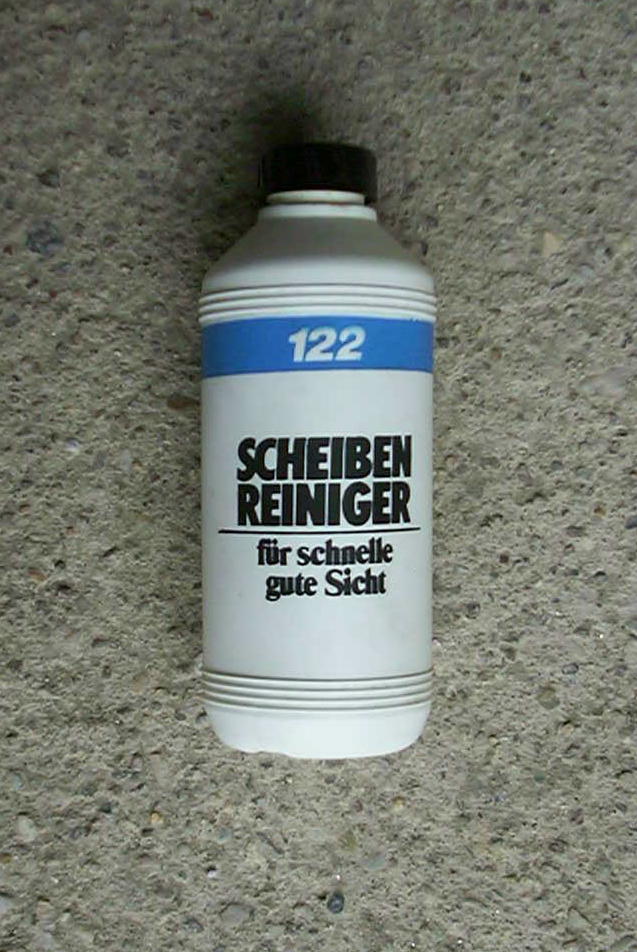 122
SCHEIBEN
REINIGER
für schnelle
gute Sicht